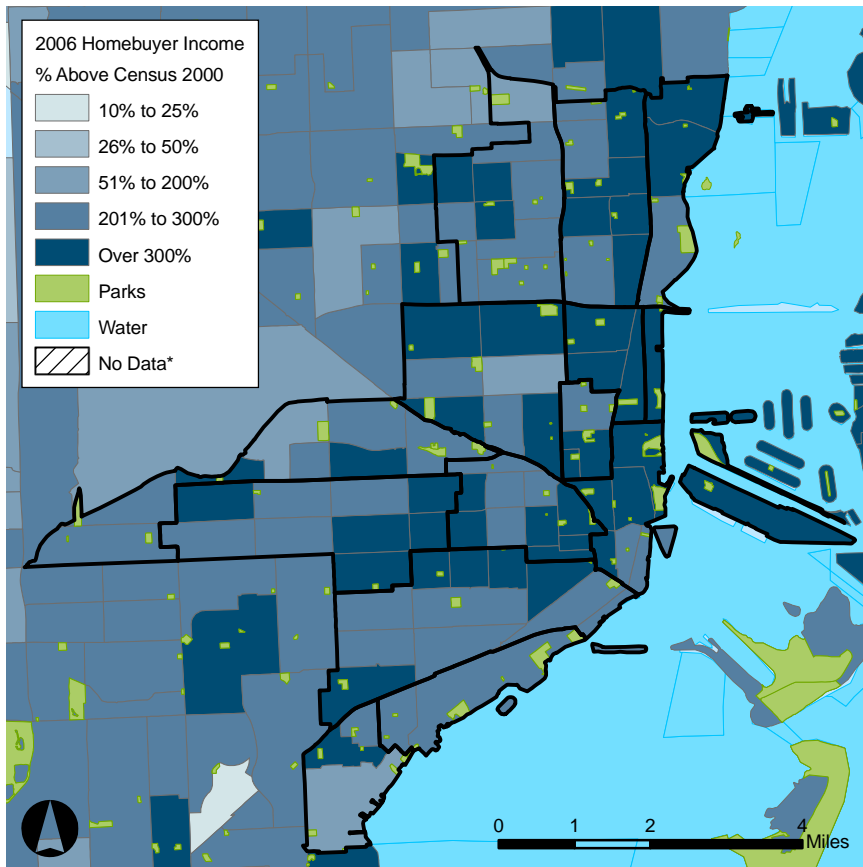 2006 Homebuyer Income
% Above Census 2000
10% to 25%
26% to 50%
51% to 200%
201% to 300%
Over 300%
Parks
Water
No Data*
0 1 2 4
Miles